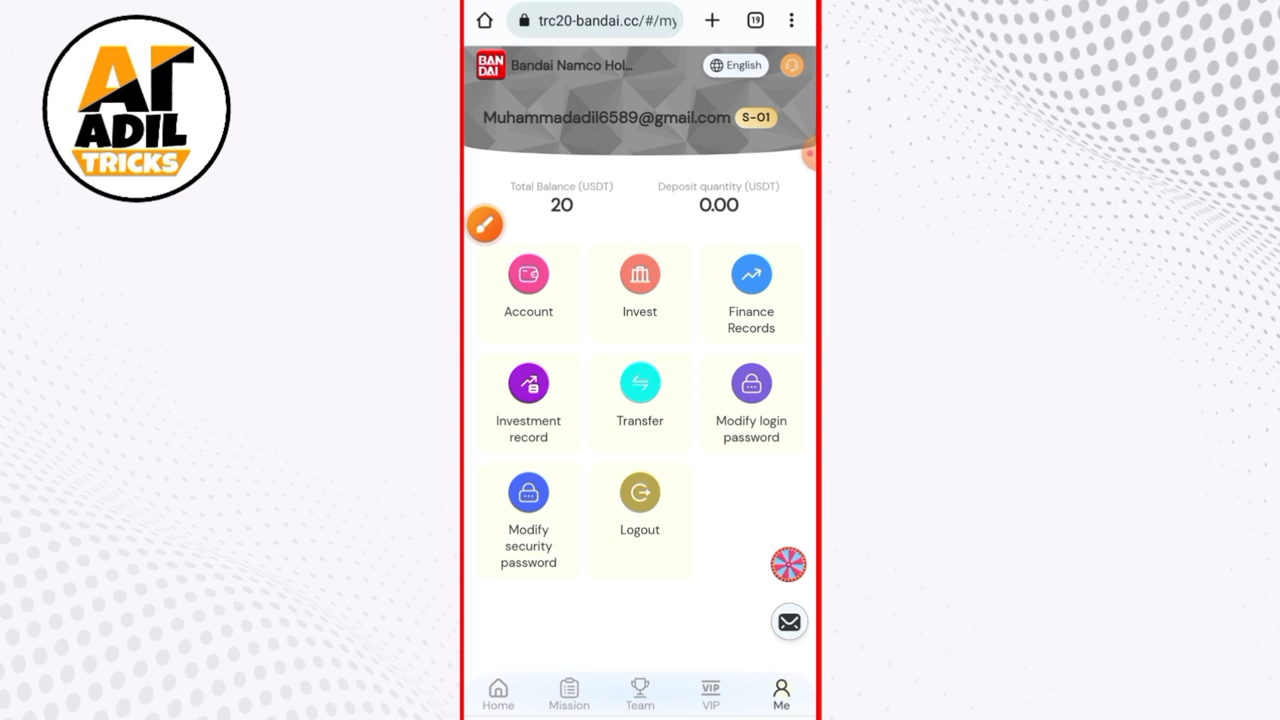 AT
ADIL
TRICKS
trc20-bandai.cc/#/my
19
BAN
DAI
Bandai Namco Hol...
English
Muhammadadil6589@gmail.com
S-01
Total Balance (USDT)
Deposit quantity (USDT)
20
0.00
Account
Invest
Finance
Records
Investment
record
Transfer
Modify login
password
Modify
security
password
Logout
Home
Mission
Team
VIP
VIP
Me